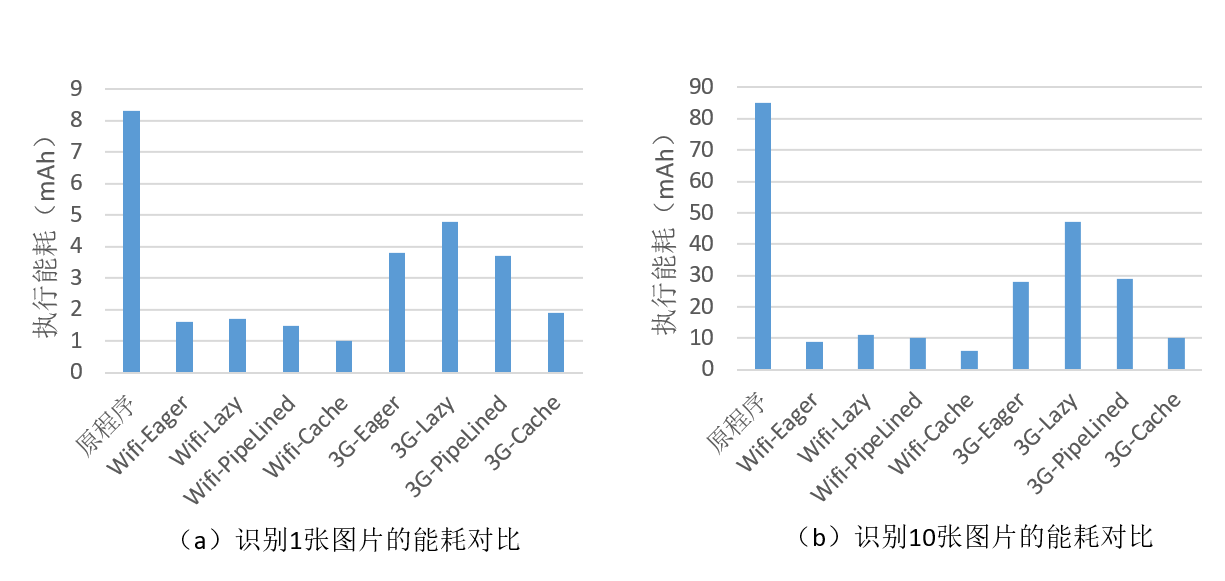 9
8
7
6
5
4
3
2
1
0
执行能耗（mAh）
原程序
Wifi-Eager
Wifi-Lazy
Wifi-PipeLined
Wifi-Cache
3G-Eager
3G-Lazy
3G-PipeLined
3G-Cache
（a）识别1张图片的能耗对比
90
80
70
60
50
40
30
20
10
0
执行能耗（mAh）
原程序
Wifi-Eager
Wifi-Lazy
Wifi-PipeLined
Wifi-Cache
3G-Eager
3G-Lazy
3G-PipeLined
3G-Cache
（b）识别10张图片的能耗对比